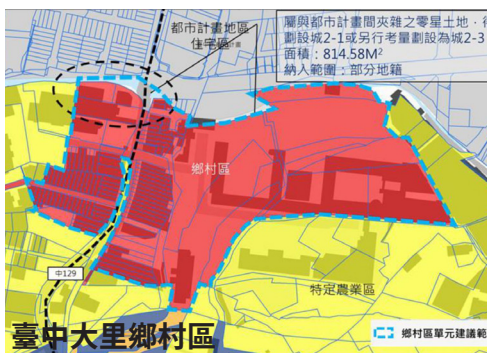 都市計畫地區
住宅區
屬與都市計畫間夾雜之零星土地，得
劃設城2-1或另行考量劃設為城2-3
面積：814.58M²
納入範圍：部分地籍
鄉村區
中129
特定農業區
臺中大里鄉村區
鄉村區單元建議範